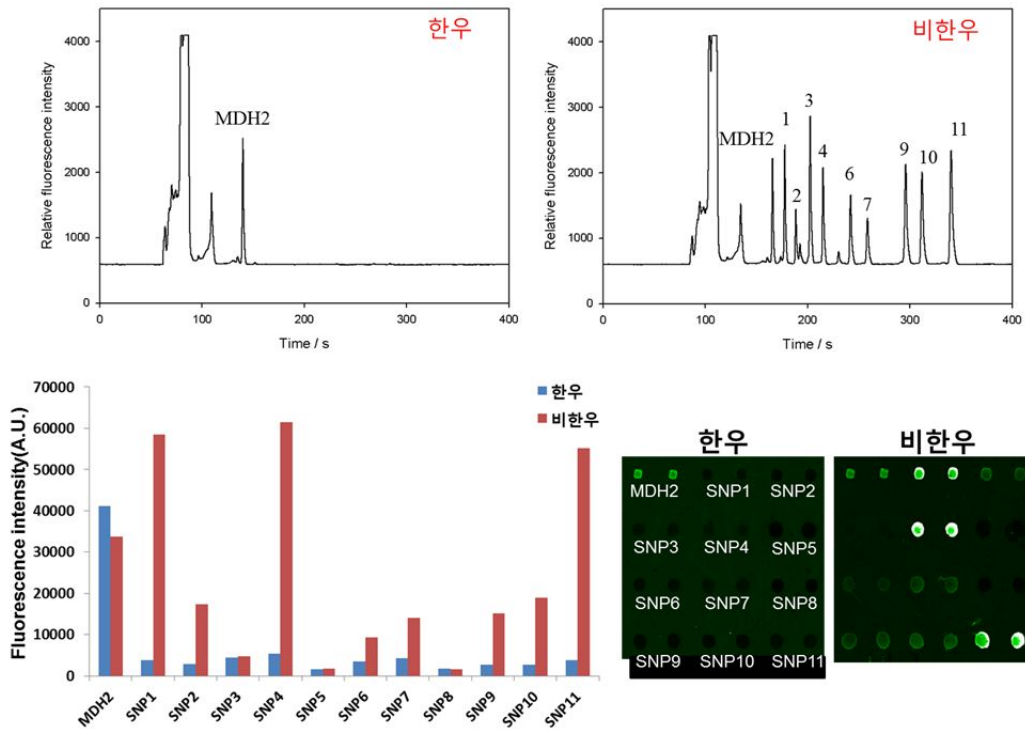 한우
4000
3000
2000
1000
0
Relative fluorescence intensity
MDH2
0 100 200 300 400
Time / s
비한우
4000
3000
2000
1000
0
Relative fluorescence intensity
MDH2 1 2 3 4 6 7 9 10 11
0 100 200 300 400
Time / s
70000
60000
50000
40000
30000
20000
10000
0
Fluorescence intensity(A.U.)
한우
비한우
MDH2 SNP1 SNP2 SNP3 SNP4 SNP5 SNP6 SNP7 SNP8 SNP9 SNP10 SNP11
한우
MDH2 SNP1 SNP2
SNP3 SNP4 SNP5
SNP6 SNP7 SNP8
SNP9 SNP10 SNP11
비한우